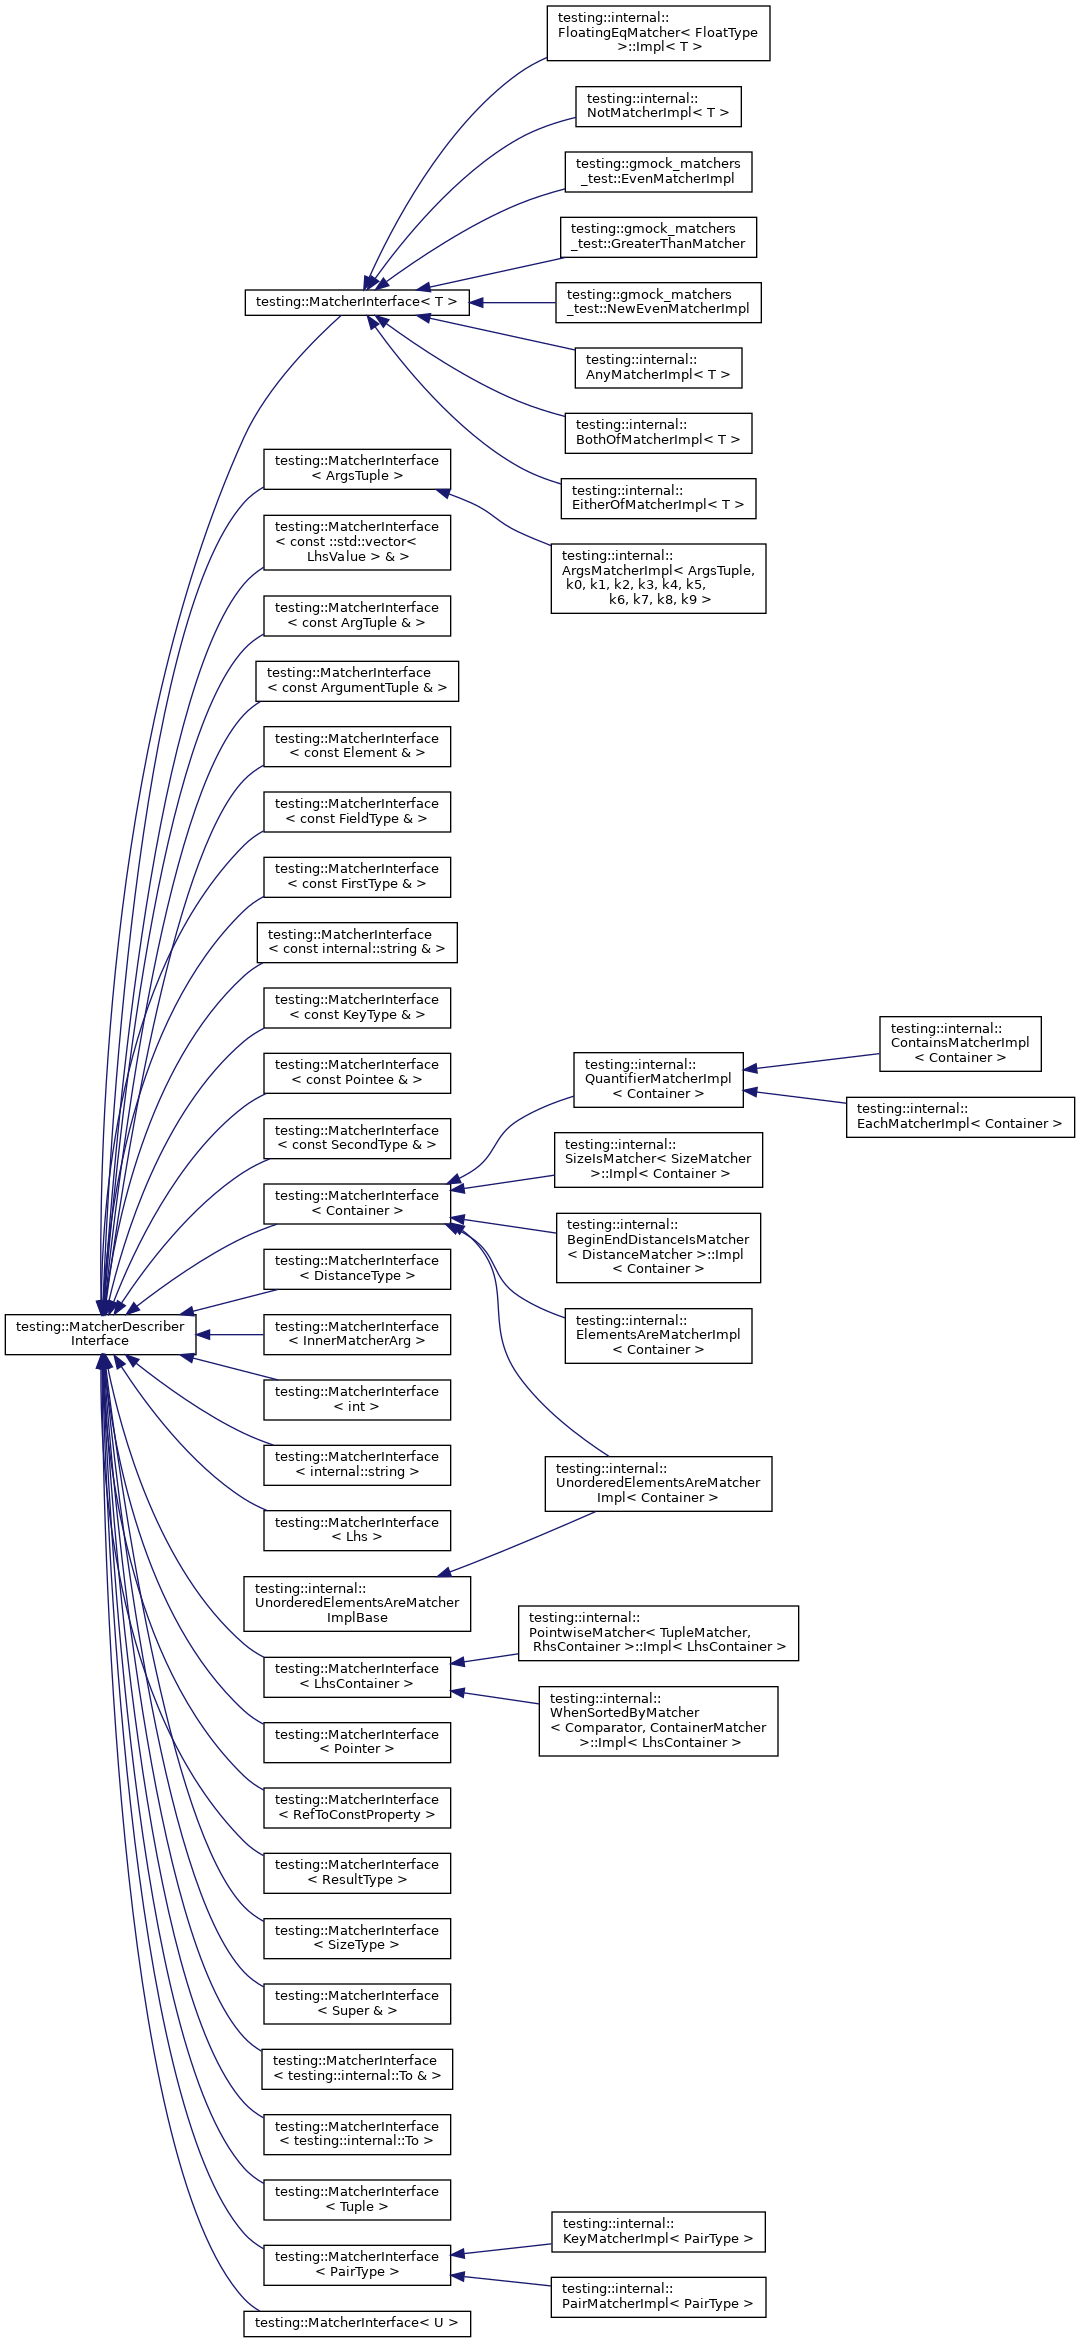 testing::internal::
FloatingEqMatcher< FloatType
>::Impl< T >
testing::internal::
NotMatcherImpl< T >
testing::gmock_matchers
_test::EvenMatcherImpl
testing::gmock_matchers
_test::GreaterThanMatcher
testing::MatcherInterface< T >
testing::gmock_matchers
_test::NewEvenMatcherImpl
testing::internal::
AnyMatcherImpl< T >
testing::internal::
BothOfMatcherImpl< T >
testing::MatcherInterface
< ArgsTuple >
testing::internal::
EitherOfMatcherImpl< T >
testing::MatcherInterface
< const ::std::vector<
LhsValue > & >
testing::internal::
ArgsMatcherImpl< ArgsTuple,
k0, k1, k2, k3, k4, k5,
k6, k7, k8, k9 >
testing::MatcherInterface
< const ArgTuple & >
testing::MatcherInterface
< const ArgumentTuple & >
testing::MatcherInterface
< const Element & >
testing::MatcherInterface
< const FieldType & >
testing::MatcherInterface
< const FirstType & >
testing::MatcherInterface
< const internal::string & >
testing::MatcherInterface
< const KeyType & >
testing::internal::
ContainsMatcherImpl
< Container >
testing::MatcherInterface
< const Pointee & >
testing::internal::
QuantifierMatcherImpl
< Container >
testing::internal::
EachMatcherImpl< Container >
testing::MatcherInterface
< const SecondType & >
testing::internal::
SizeIsMatcher< SizeMatcher
>::Impl< Container >
testing::MatcherInterface
< Container >
testing::internal::
BeginEndDistanceIsMatcher
< DistanceMatcher >::Impl
< Container >
testing::MatcherInterface
< DistanceType >
testing::MatcherDescriber
Interface
testing::MatcherInterface
< InnerMatcherArg >
testing::internal::
ElementsAreMatcherImpl
< Container >
testing::MatcherInterface
< int >
testing::MatcherInterface
< internal::string >
testing::internal::
UnorderedElementsAreMatcher
Impl< Container >
testing::MatcherInterface
< Lhs >
testing::internal::
UnorderedElementsAreMatcher
ImplBase
testing::internal::
PointwiseMatcher< TupleMatcher,
RhsContainer >::Impl< LhsContainer >
testing::MatcherInterface
< LhsContainer >
testing::internal::
WhenSortedByMatcher
< Comparator, ContainerMatcher
>::Impl< LhsContainer >
testing::MatcherInterface
< Pointer >
testing::MatcherInterface
< RefToConstProperty >
testing::MatcherInterface
< ResultType >
testing::MatcherInterface
< SizeType >
testing::MatcherInterface
< Super & >
testing::MatcherInterface
< testing::internal::To & >
testing::MatcherInterface
< testing::internal::To >
testing::MatcherInterface
< Tuple >
testing::internal::
KeyMatcherImpl< PairType >
testing::MatcherInterface
< PairType >
testing::internal::
PairMatcherImpl< PairType >
testing::MatcherInterface< U >